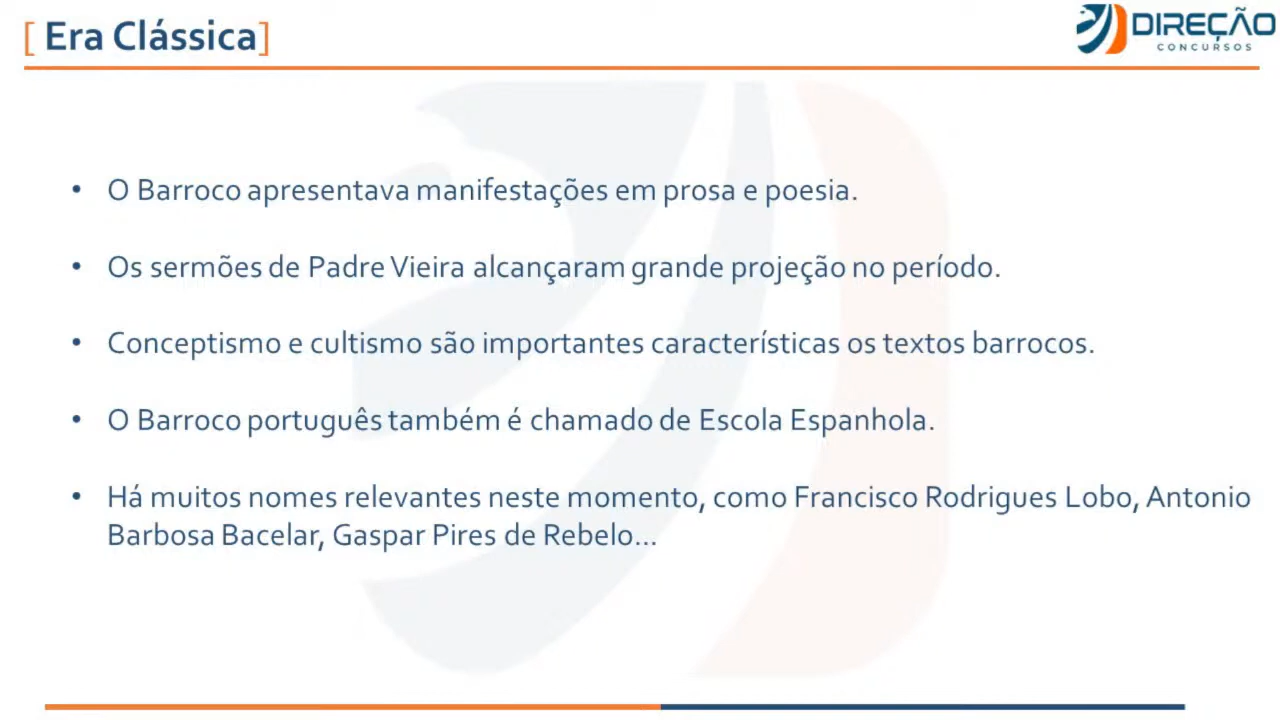 [ Era Clássica]
DIREÇÃO
CONCURSOS
• O Barroco apresentava manifestações em prosa e poesia.
• Os sermões de Padre Vieira alcançaram grande projeção no período.
• Conceptismo e cultismo são importantes características os textos barrocos.
• O Barroco português também é chamado de Escola Espanhola.
• Há muitos nomes relevantes neste momento, como Francisco Rodrigues Lobo, Antonio
Barbosa Bacelar, Gaspar Pires de Rebelo...